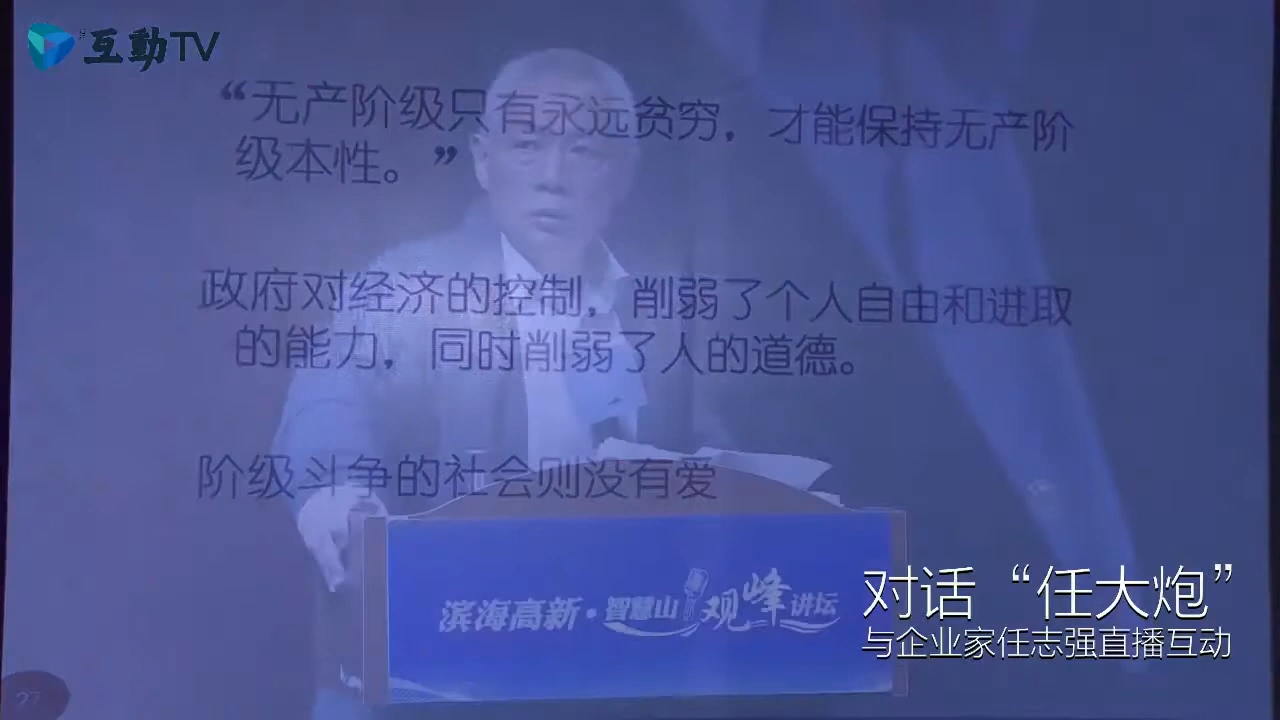 互動TV
“无产阶级只有永远贫穷，才能保持无产阶
级本性。”
政府对经济的控制，削弱了个人自由和进取
的能力，同时削弱了人的道德。
阶级斗争的社会则没有爱
滨海高新·智慧山 观峰讲坛
对话“任大炮”
与企业家任志强直播互动
27